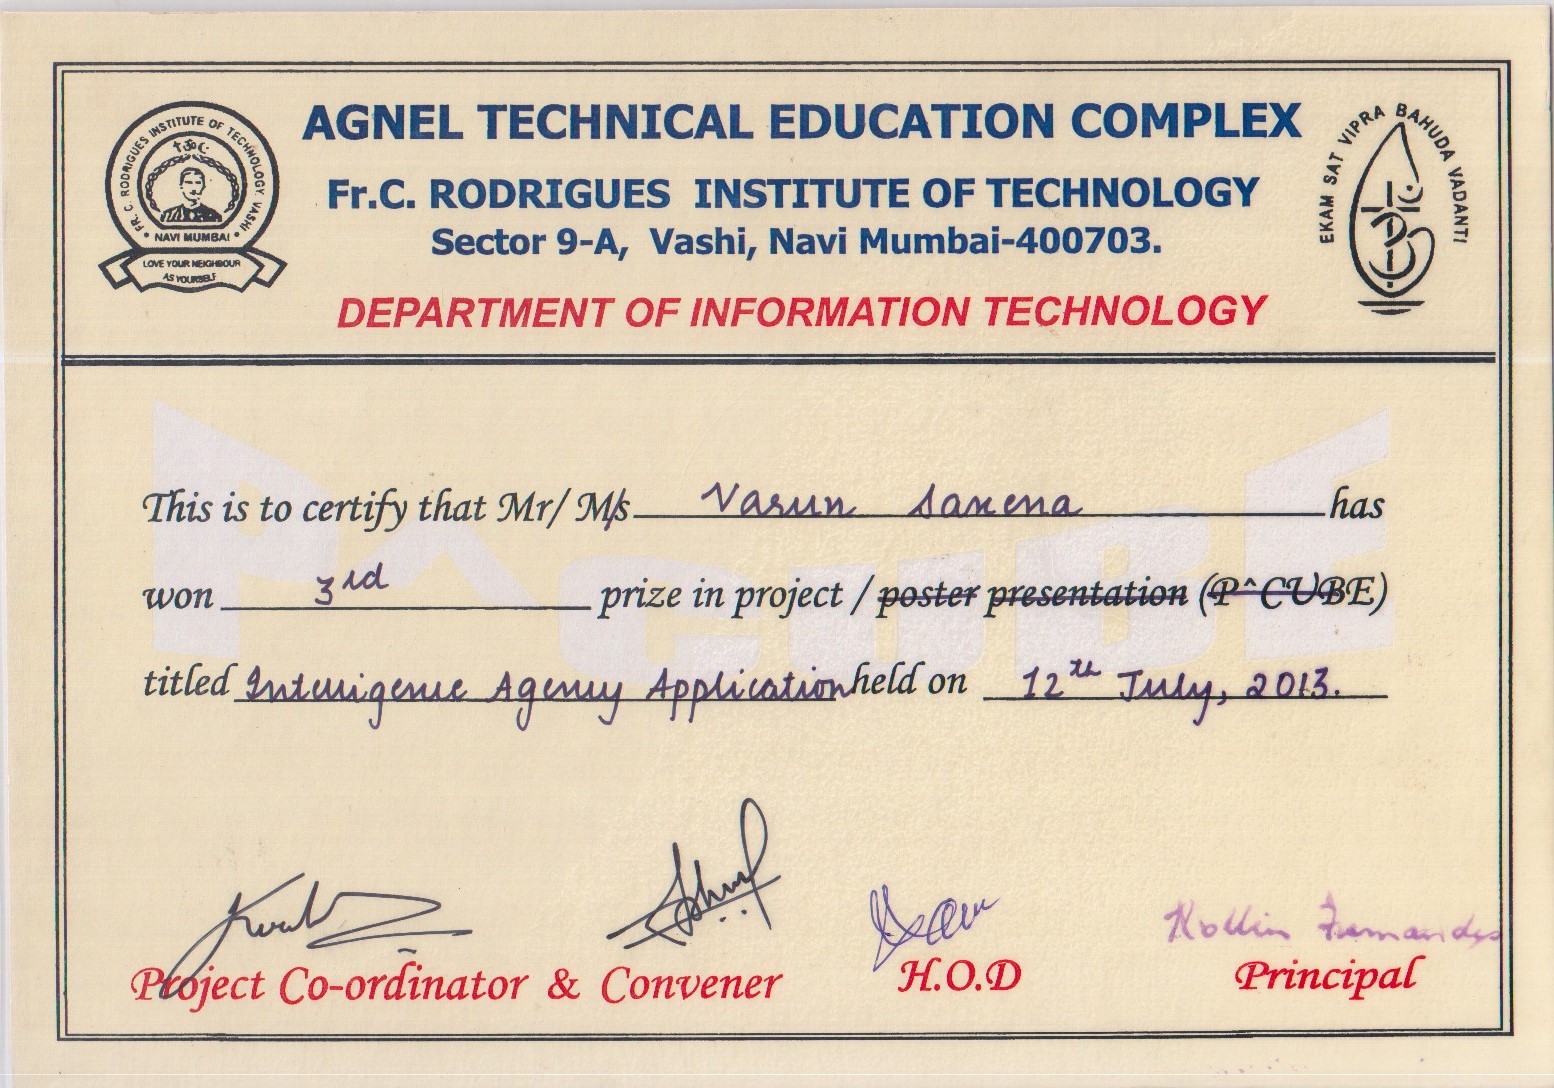 AGNEL TECHNICAL EDUCATION COMPLEX
Fr.C. RODRIGUES INSTITUTE OF TECHNOLOGY
Sector 9-A, Vashi, Navi Mumbai-400703.
DEPARTMENT OF INFORMATION TECHNOLOGY
FR. C. RODRIGUES INSTITUTE OF TECHNOLOGY VASHI
NAVI MUMBAI
LOVE YOUR NEIGHBOUR
AS YOURSELF
EKAM SAT VIPRA BAHUDA VADANTI
P^CUBE
This is to certify that Mr/ M/s Varun Saxena has
won 3rd prize in project / poster presentation (P^CUBE)
titled Intelligence Agency Application held on 12th July, 2013.
Kollin Fernandes
Project Co-ordinator & Convener H.O.D Principal